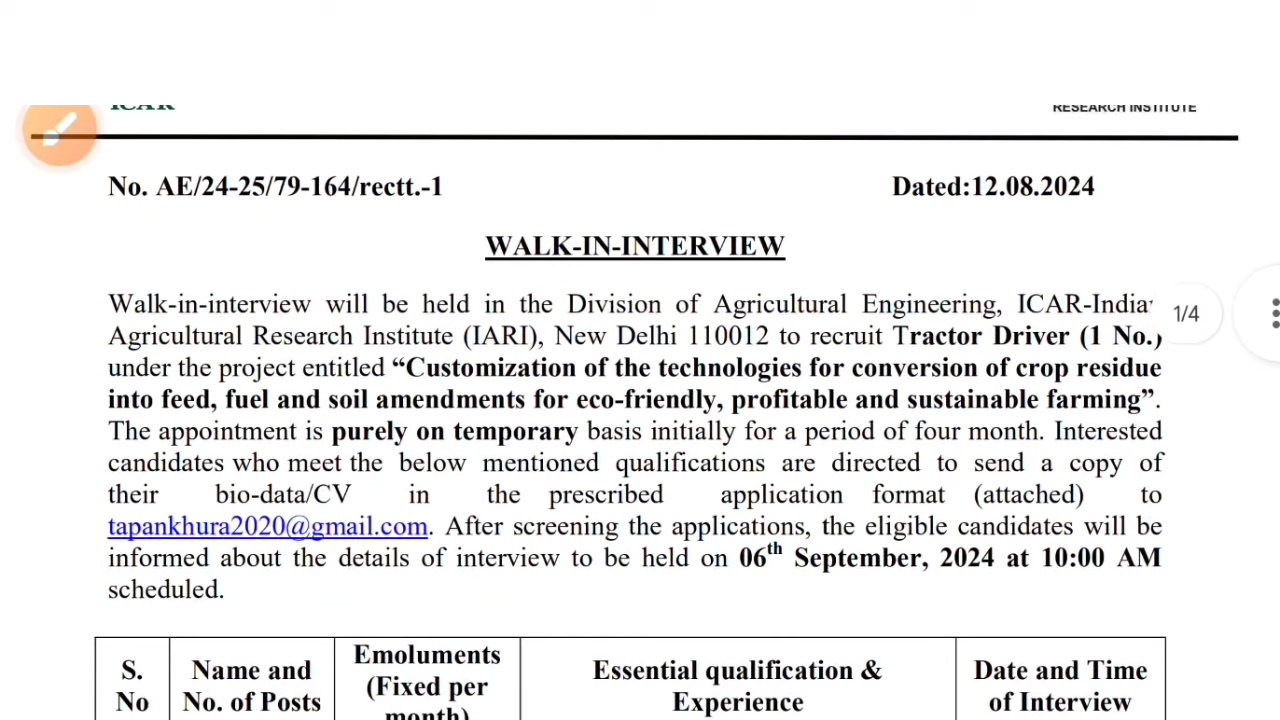 ICAR
RESEARCH INSTITUTE
No. AE/24-25/79-164/rectt.-1 Dated:12.08.2024
WALK-IN-INTERVIEW
Walk-in-interview will be held in the Division of Agricultural Engineering, ICAR-India
Agricultural Research Institute (IARI), New Delhi 110012 to recruit Tractor Driver (1 No.)
under the project entitled “Customization of the technologies for conversion of crop residue
into feed, fuel and soil amendments for eco-friendly, profitable and sustainable farming”.
The appointment is purely on temporary basis initially for a period of four month. Interested
candidates who meet the below mentioned qualifications are directed to send a copy of
their bio-data/CV in the prescribed application format (attached) to
tapankhura2020@gmail.com. After screening the applications, the eligible candidates will be
informed about the details of interview to be held on 06th September, 2024 at 10:00 AM
scheduled.
1/4
S. No
Name and No. of Posts
Emoluments (Fixed per month)
Essential qualification & Experience
Date and Time of Interview